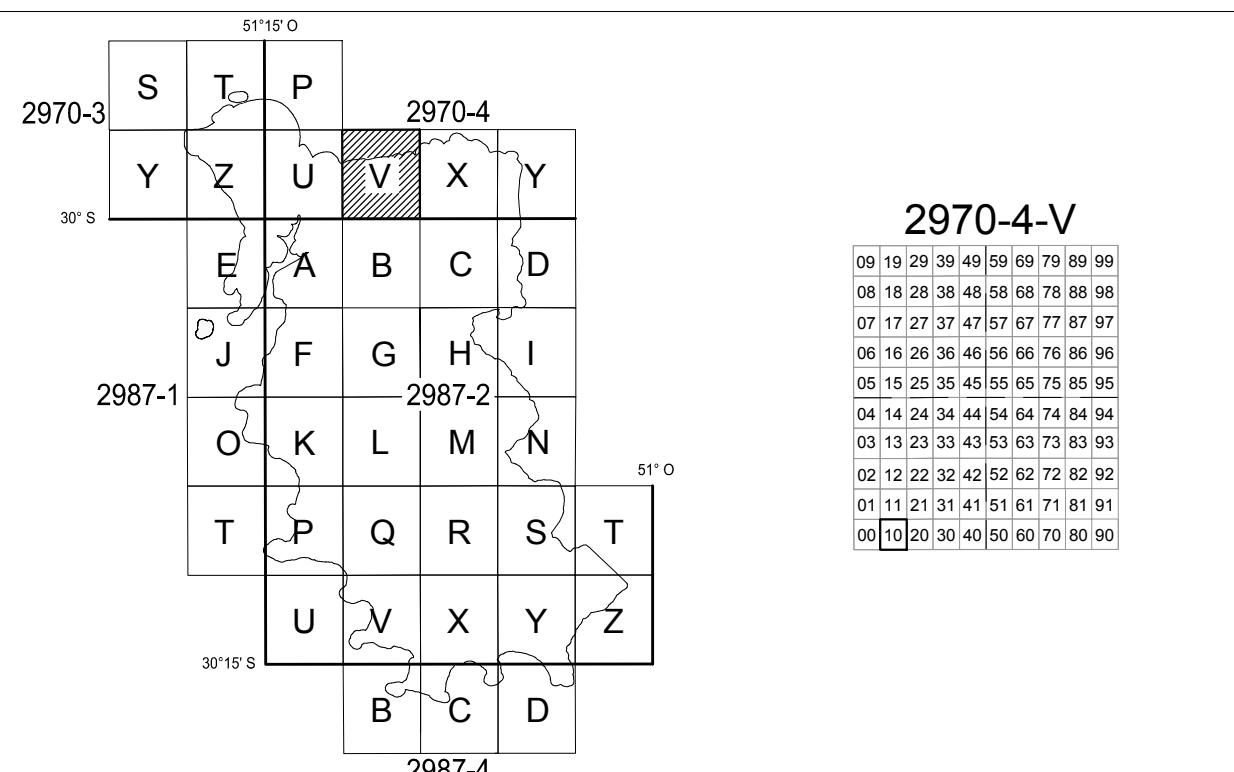 51°15' O
S T P
2970-3 2970-4
Y Z U V X Y
30° S
E A B C D
J F G H I
2987-1 2987-2
O K L M N
51° O
T P Q R S T
U V X Y Z
30°15' S
B C D
2987-4
2970-4-V
09 19 29 39 49 59 69 79 89 99
08 18 28 38 48 58 68 78 88 98
07 17 27 37 47 57 67 77 87 97
06 16 26 36 46 56 66 76 86 96
05 15 25 35 45 55 65 75 85 95
04 14 24 34 44 54 64 74 84 94
03 13 23 33 43 53 63 73 83 93
02 12 22 32 42 52 62 72 82 92
01 11 21 31 41 51 61 71 81 91
00 10 20 30 40 50 60 70 80 90